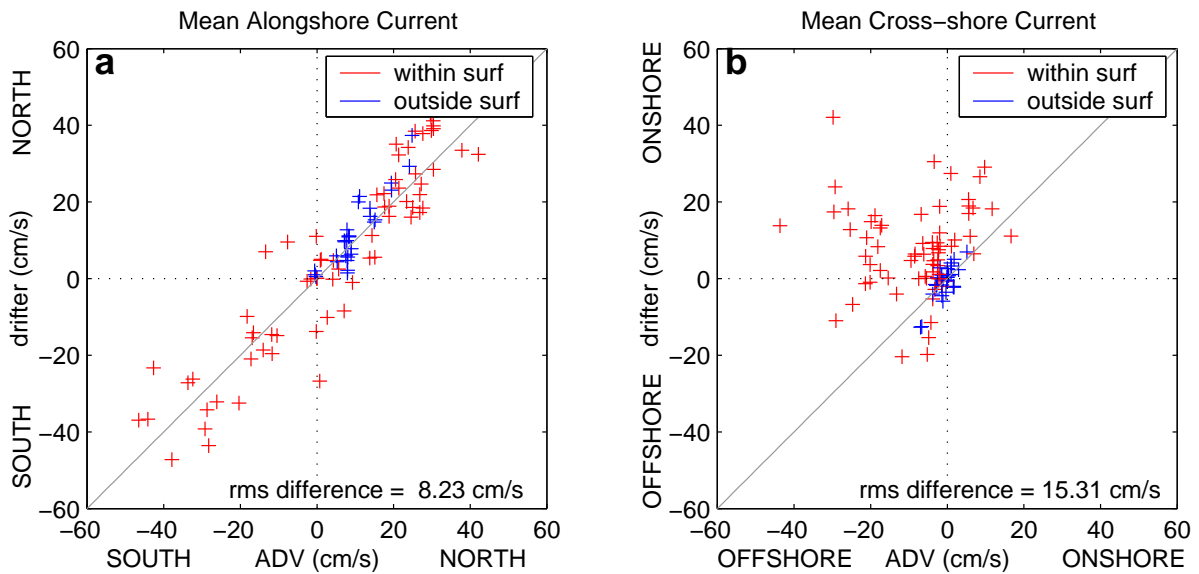 Mean Alongshore Current
a
within surf
outside surf
60
40
20
0
−20
−40
−60
NORTH
drifter (cm/s)
SOUTH
rms difference = 8.23 cm/s
−60 −40 −20 0 20 40 60
SOUTH ADV (cm/s) NORTH
Mean Cross−shore Current
b
within surf
outside surf
60
40
20
0
−20
−40
−60
ONSHORE
drifter (cm/s)
OFFSHORE
rms difference = 15.31 cm/s
−60 −40 −20 0 20 40 60
OFFSHORE ADV (cm/s) ONSHORE